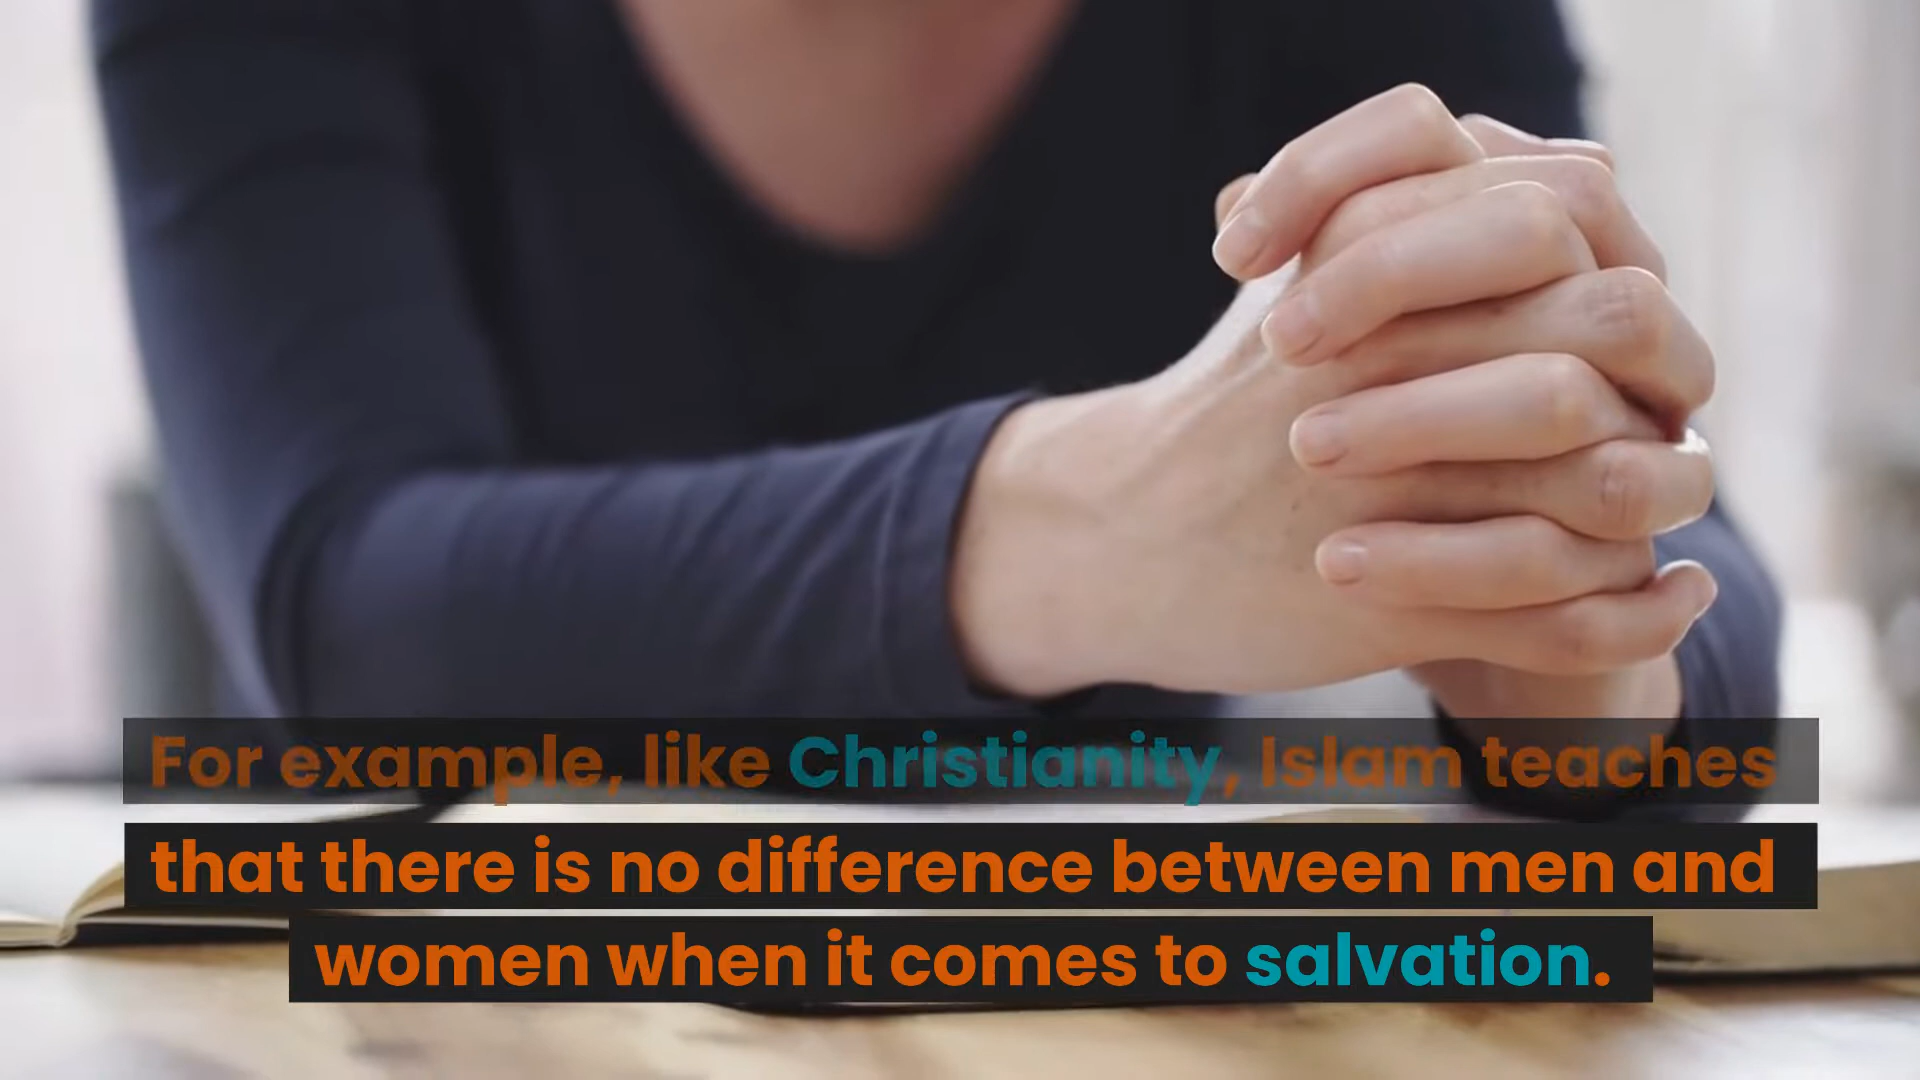 For example, like Christianity, Islam teaches
that there is no difference between men and
women when it comes to salvation.